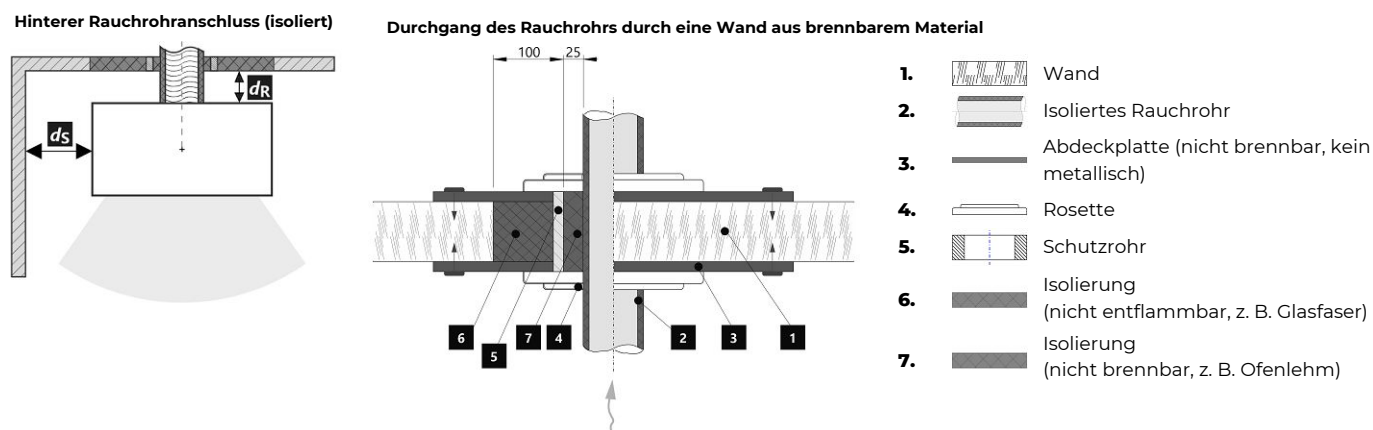 Hinterer Rauchrohranschluss (isoliert)
dR
dS
Durchgang des Rauchrohrs durch eine Wand aus brennbarem Material
100
25
6
5
7
4
2
3
1
1. Wand
2. Isoliertes Rauchrohr
3. Abdeckplatte (nicht brennbar, kein
metallisch)
4. Rosette
5. Schutzrohr
6. Isolierung
(nicht entflammbar, z. B. Glasfaser)
7. Isolierung
(nicht brennbar, z. B. Ofenlehm)